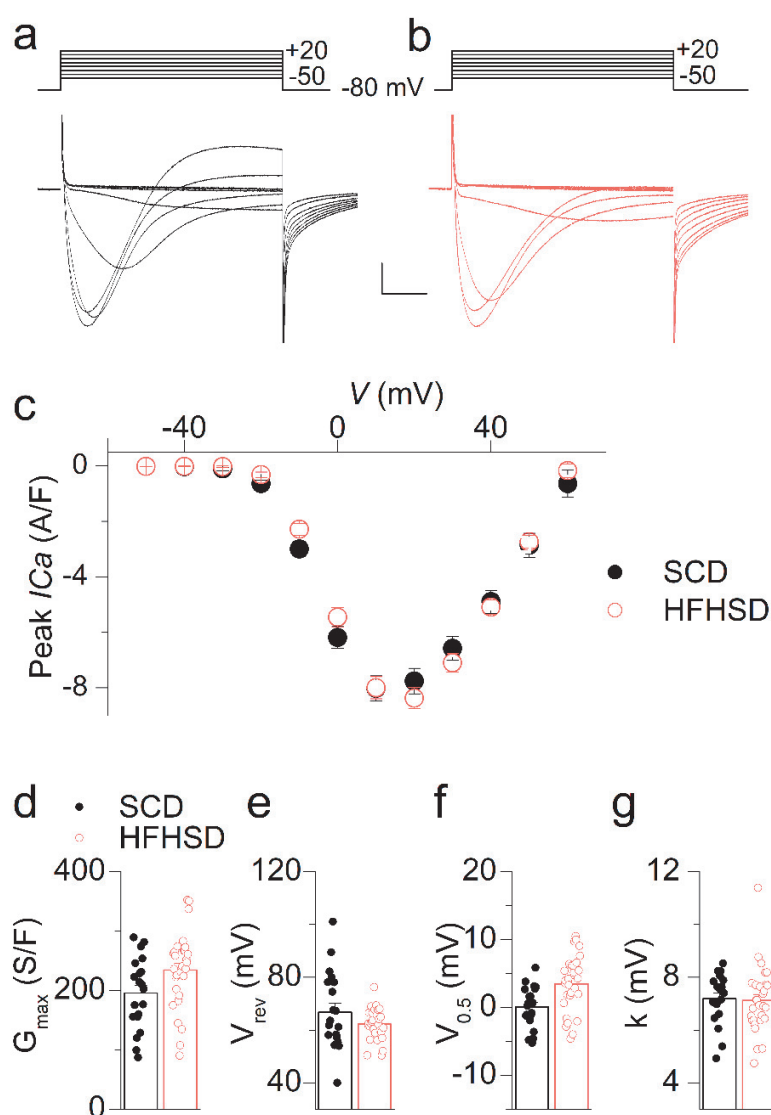 a
b
+20
-50
-80 mV
+20
-50
c
V (mV)
-40
0
40
0
-4
-8
Peak ICa (A/F)
SCD
HFHSD
d
SCD
HFHSD
e
f
g
400
200
0
Gmax (S/F)
120
80
40
Vrev (mV)
20
10
0
-10
V0.5 (mV)
12
8
4
k (mV)